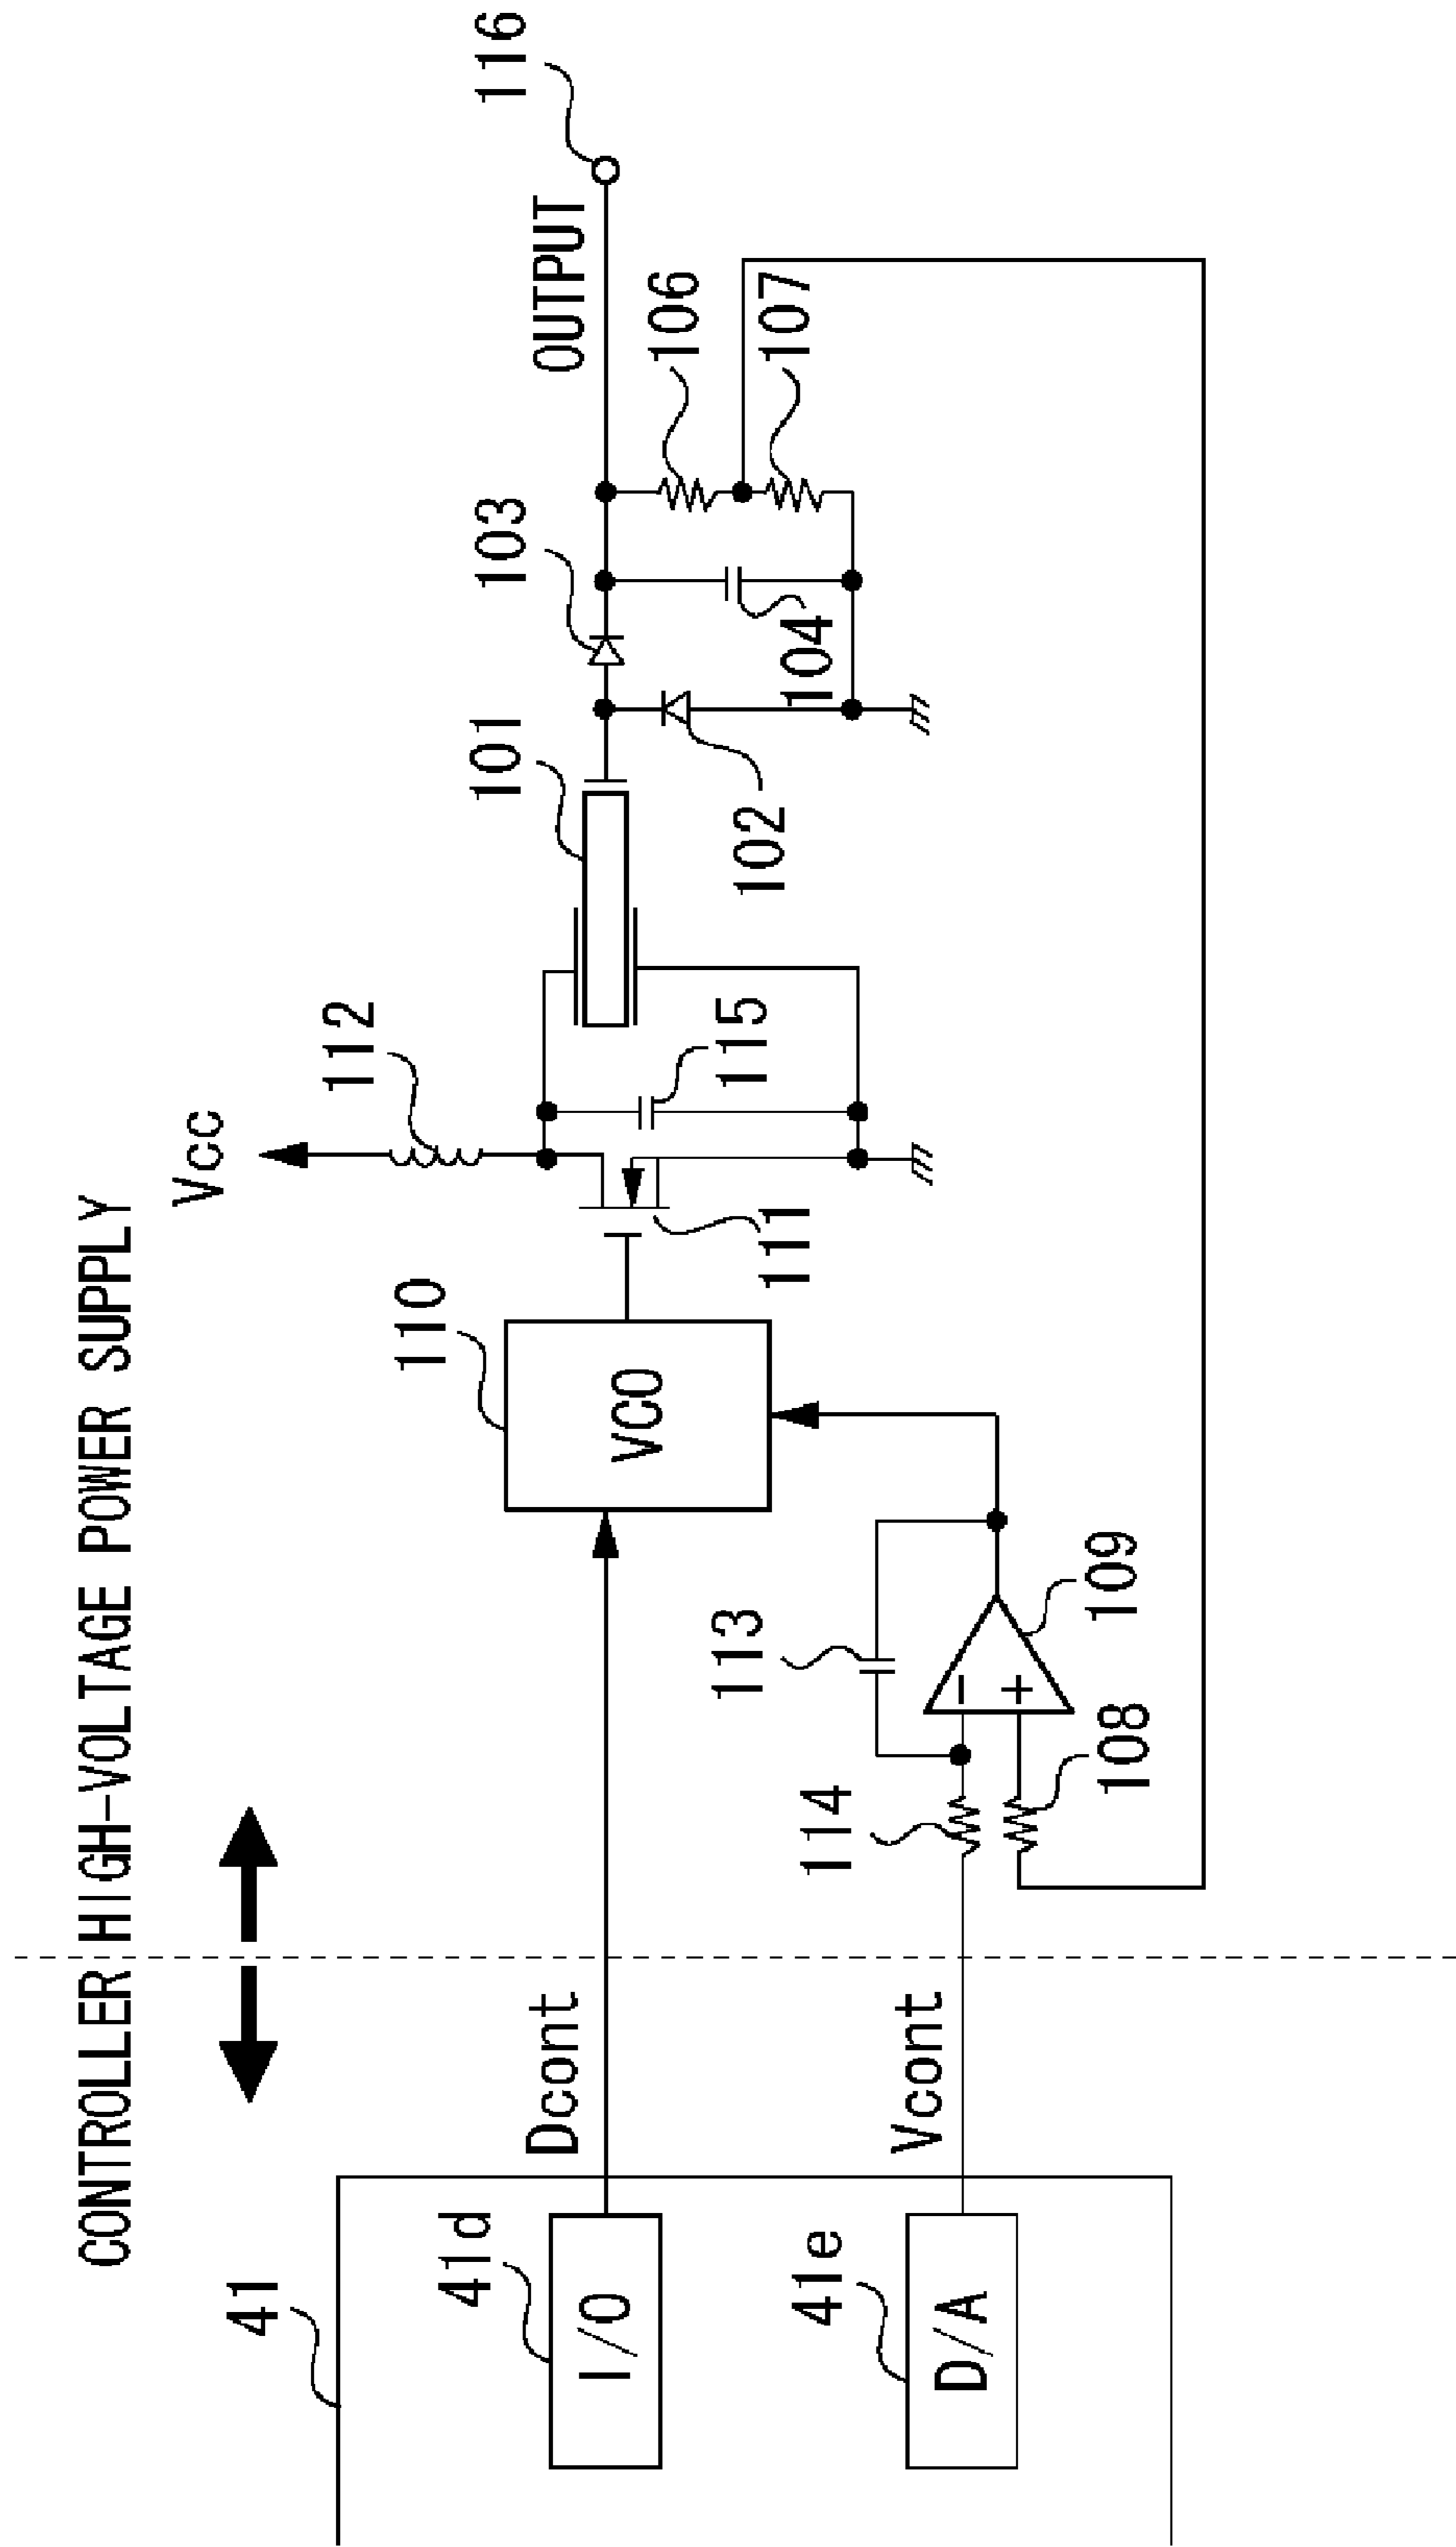 CONTROLLER HIGH-VOLTAGE POWER SUPPLY
Vcc
41
112
41d
Dcont
110
101
103
116
OUTPUT
I/O
VCO
106
107
115
102
104
111
113
41e
Vcont
114
D/A
-
+
109
108